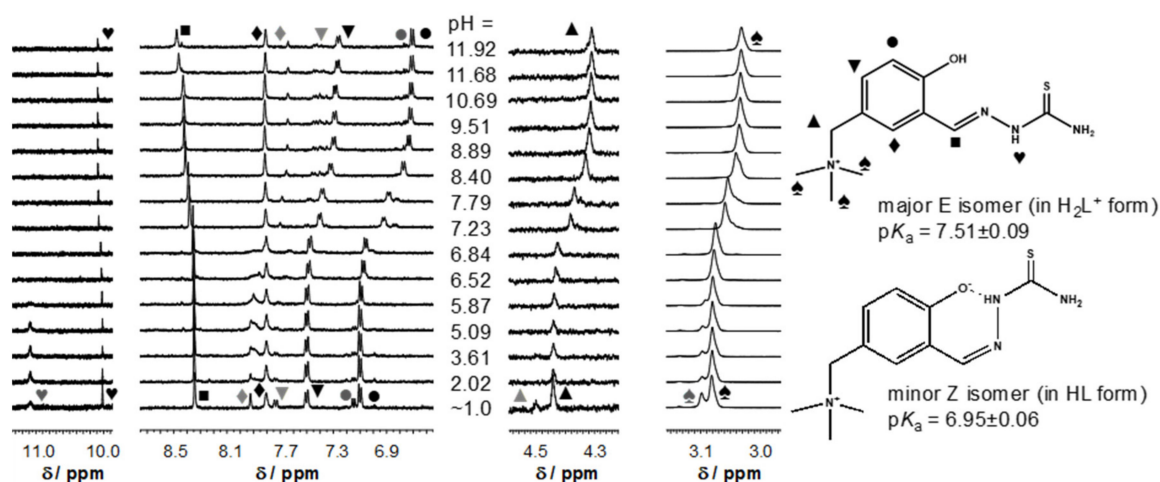 pH =
11.92
11.68
10.69
9.51
8.89
8.40
7.79
7.23
6.84
6.52
5.87
5.09
3.61
2.02
~1.0
11.0 10.0
δ / ppm
8.5 8.1 7.7 7.3 6.9
δ / ppm
4.5 4.3
δ / ppm
3.1 3.0
δ / ppm
OH
S
N
N
H
NH₂
N⁺
major E isomer (in H₂L⁺ form)
pKa = 7.51±0.09
S
O⁻
HN
NH₂
N
N⁺
minor Z isomer (in HL form)
pKa = 6.95±0.06